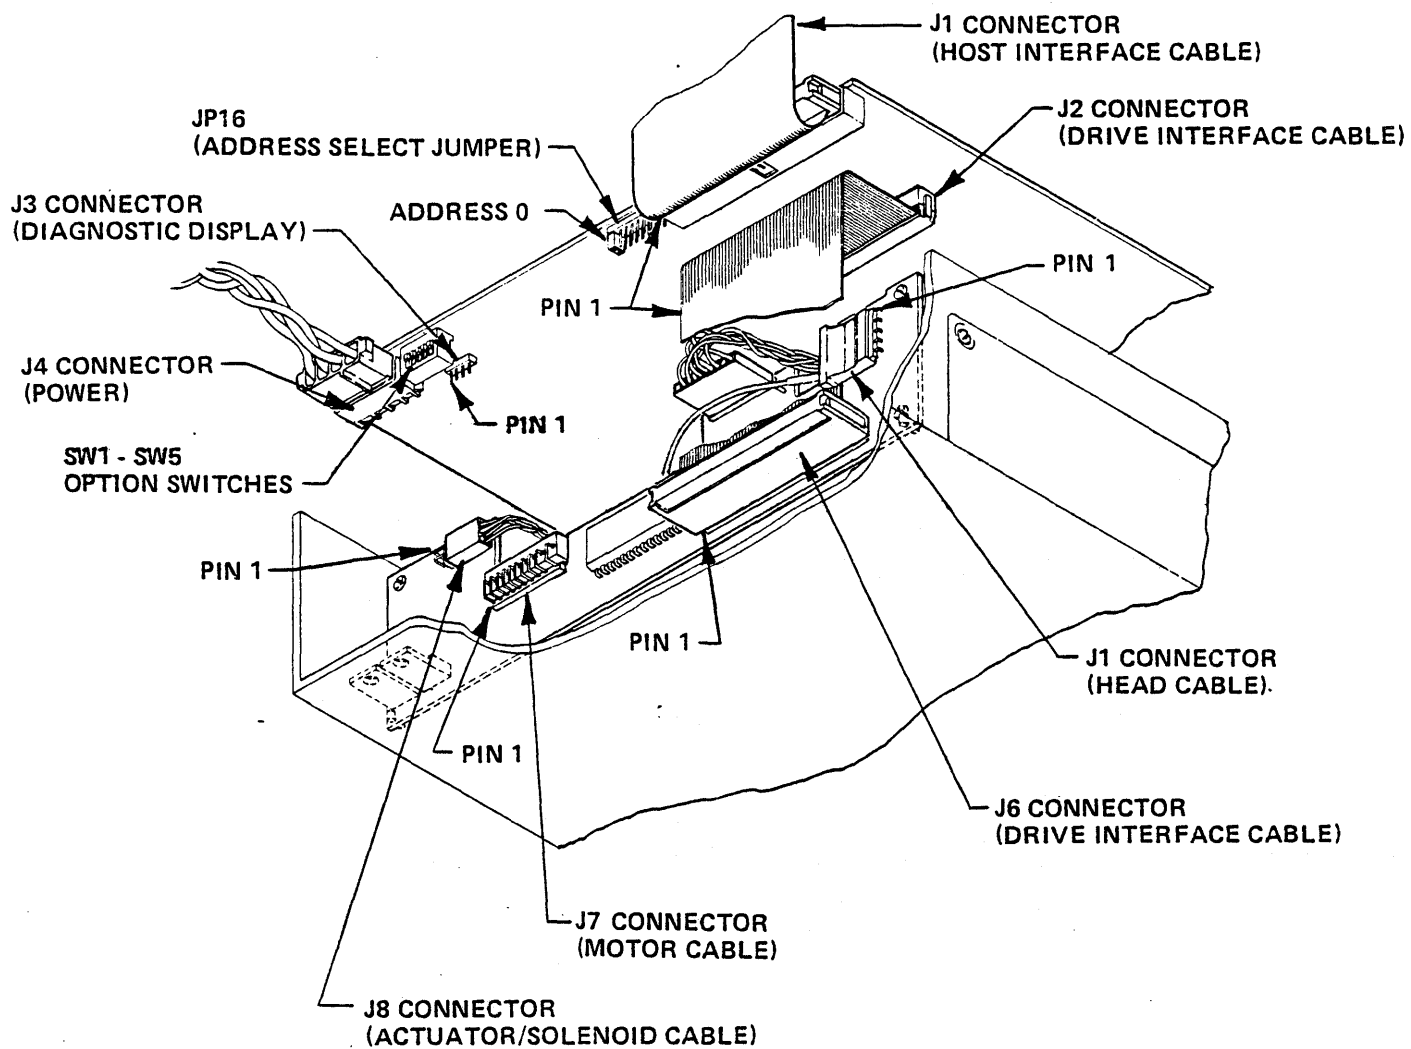 J1 CONNECTOR
(HOST INTERFACE CABLE)
J2 CONNECTOR
(DRIVE INTERFACE CABLE)
JP16
(ADDRESS SELECT JUMPER)
J3 CONNECTOR
(DIAGNOSTIC DISPLAY)
ADDRESS 0
PIN 1
PIN 1
J4 CONNECTOR
(POWER)
PIN 1
SW1 - SW5
OPTION SWITCHES
PIN 1
PIN 1
J1 CONNECTOR
(HEAD CABLE).
PIN 1
J6 CONNECTOR
(DRIVE INTERFACE CABLE)
J7 CONNECTOR
(MOTOR CABLE)
J8 CONNECTOR
(ACTUATOR/SOLENOID CABLE)